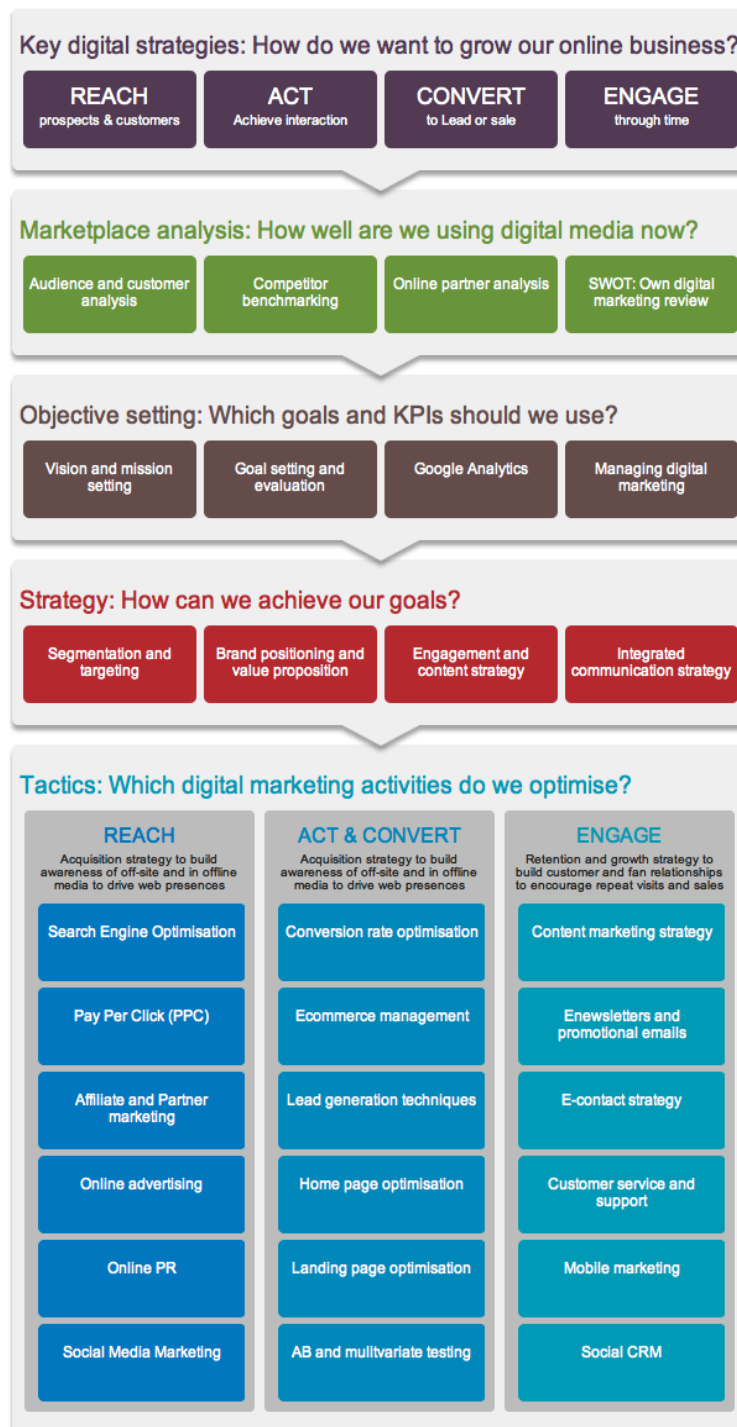 Key digital strategies: How do we want to grow our online business?
REACH
prospects & customers
ACT
Achieve interaction
CONVERT
to Lead or sale
ENGAGE
through time
Marketplace analysis: How well are we using digital media now?
Audience and customer
analysis
Competitor
benchmarking
Online partner analysis
SWOT: Own digital
marketing review
Objective setting: Which goals and KPIs should we use?
Vision and mission
setting
Goal setting and
evaluation
Google Analytics
Managing digital
marketing
Strategy: How can we achieve our goals?
Segmentation and
targeting
Brand positioning and
value proposition
Engagement and
content strategy
Integrated
communication strategy
Tactics: Which digital marketing activities do we optimise?
REACH
Acquisition strategy to build
awareness of off-site and in offline
media to drive web presences
Search Engine Optimisation
Pay Per Click (PPC)
Affiliate and Partner
marketing
Online advertising
Online PR
Social Media Marketing
ACT & CONVERT
Acquisition strategy to build
awareness of off-site and in offline
media to drive web presences
Conversion rate optimisation
Ecommerce management
Lead generation techniques
Home page optimisation
Landing page optimisation
AB and mulitvariate testing
ENGAGE
Retention and growth strategy to
build customer and fan relationships
to encourage repeat visits and sales
Content marketing strategy
Enewsletters and
promotional emails
E-contact strategy
Customer service and
support
Mobile marketing
Social CRM